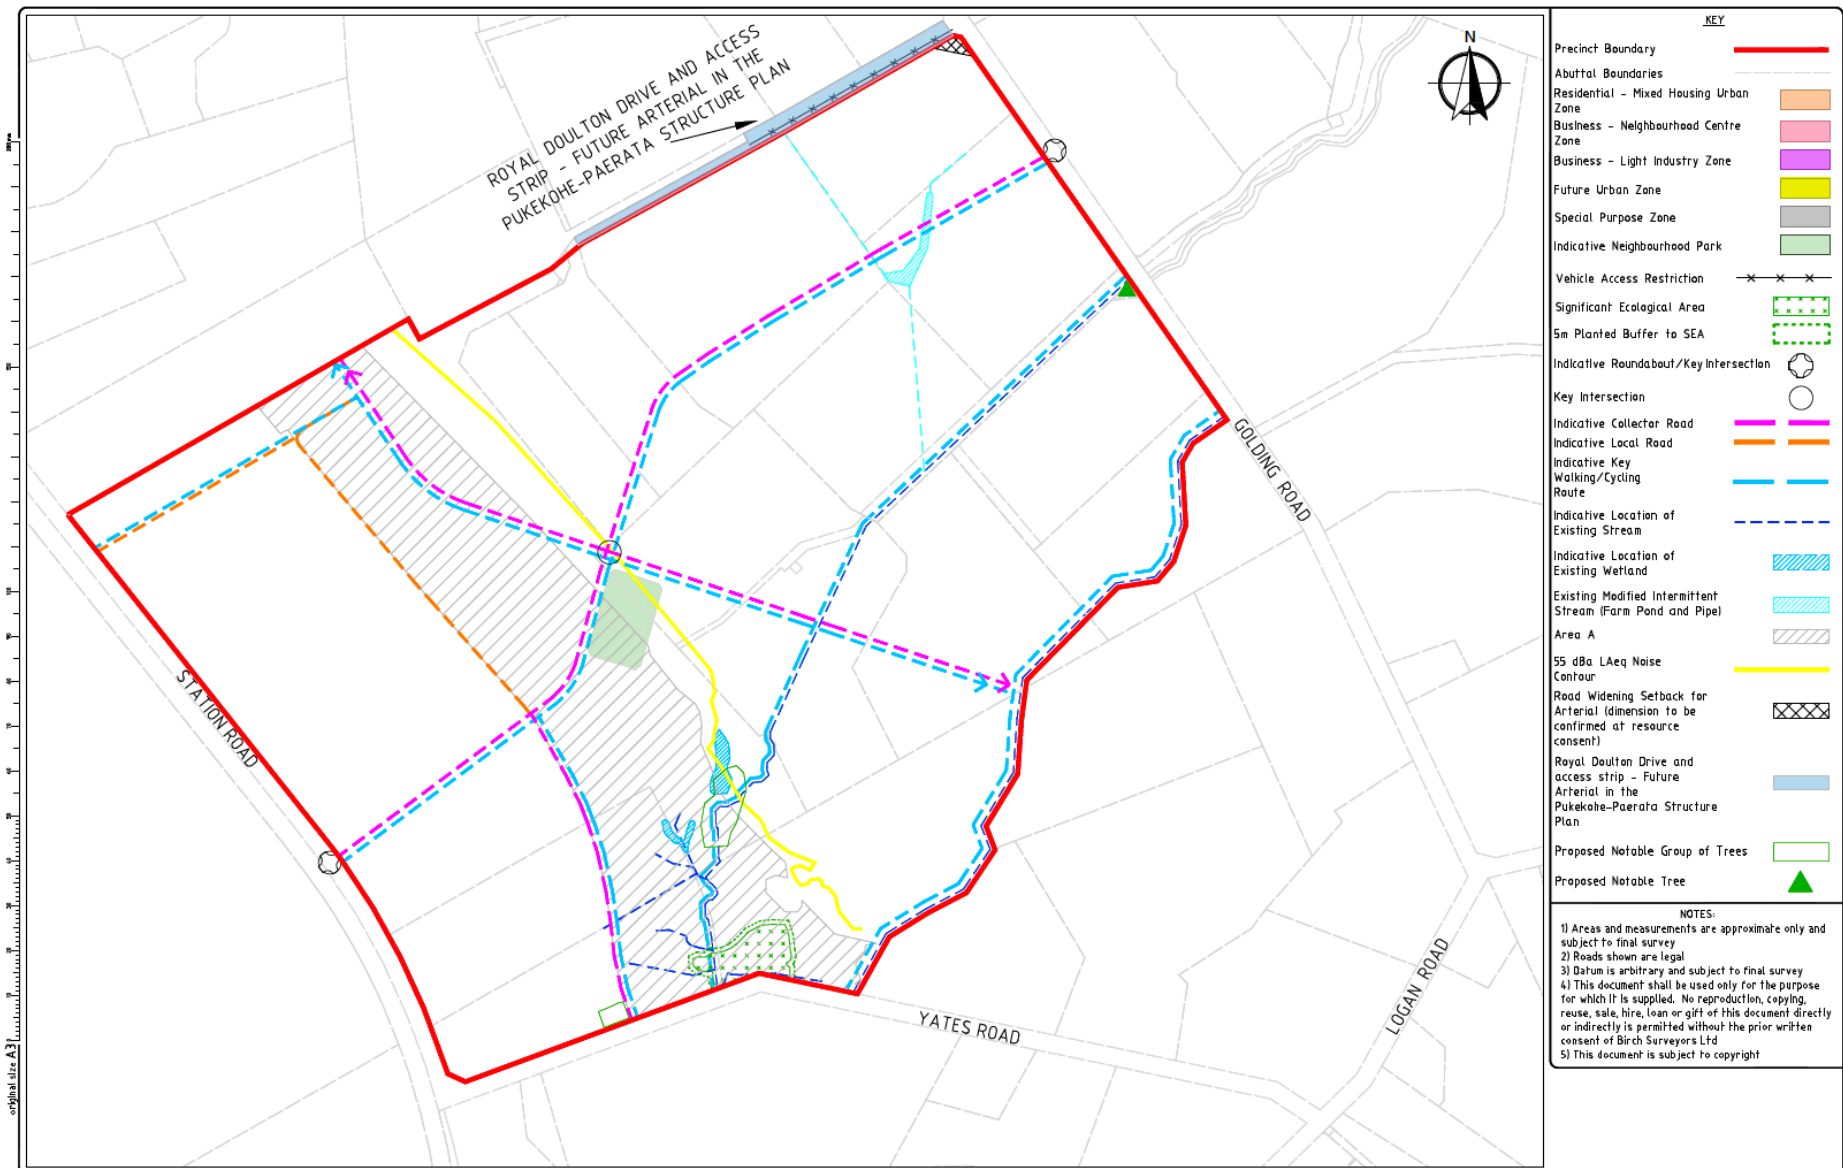 ROYAL DOULTON DRIVE AND ACCESS
STRIP - FUTURE ARTERIAL IN THE
PUKEKOHE-PAERATA STRUCTURE PLAN
N
GOLDING ROAD
STATION ROAD
YATES ROAD
LOGAN ROAD
original size A3
KEY
Precinct Boundary
Abuttal Boundaries
Residential - Mixed Housing Urban
Zone
Business - Neighbourhood Centre
Zone
Business - Light Industry Zone
Future Urban Zone
Special Purpose Zone
Indicative Neighbourhood Park
Vehicle Access Restriction
Significant Ecological Area
5m Planted Buffer to SEA
Indicative Roundabout/Key Intersection
Key Intersection
Indicative Collector Road
Indicative Local Road
Indicative Key
Walking/Cycling
Route
Indicative Location of
Existing Stream
Indicative Location of
Existing Wetland
Existing Modified Intermittent
Stream (Farm Pond and Pipe)
Area A
55 dBa LAeq Noise
Contour
Road Widening Setback for
Arterial (dimension to be
confirmed at resource
consent)
Royal Doulton Drive and
access strip - Future
Arterial in the
Pukekohe-Paerata Structure
Plan
Proposed Notable Group of Trees
Proposed Notable Tree
NOTES:
1) Areas and measurements are approximate only and
subject to final survey
2) Roads shown are legal
3) Datum is arbitrary and subject to final survey
4) This document shall be used only for the purpose
for which it is supplied. No reproduction, copying,
reuse, sale, hire, loan or gift of this document directly
or indirectly is permitted without the prior written
consent of Birch Surveyors Ltd
5) This document is subject to copyright